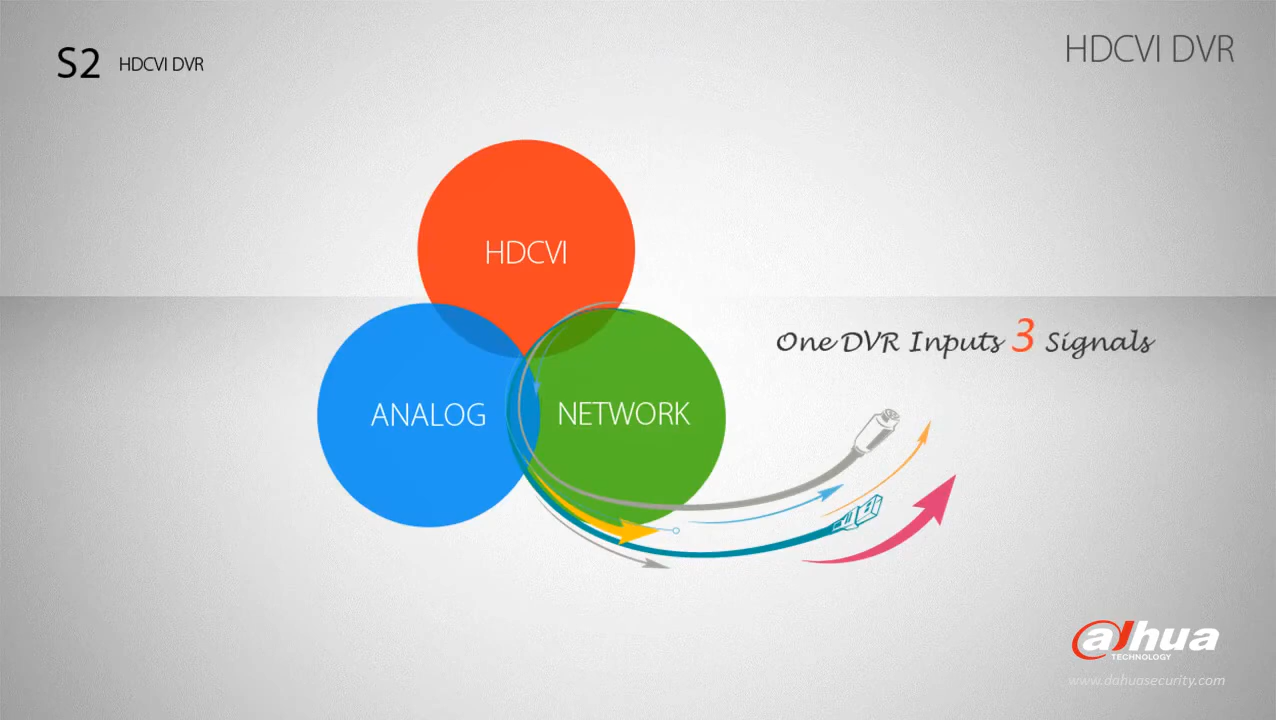 S2 HDCVI DVR
HDCVI DVR
HDCVI
One DVR Inputs 3 Signals
ANALOG
NETWORK
alhua
TECHNOLOGY
www.dahuasecurity.com